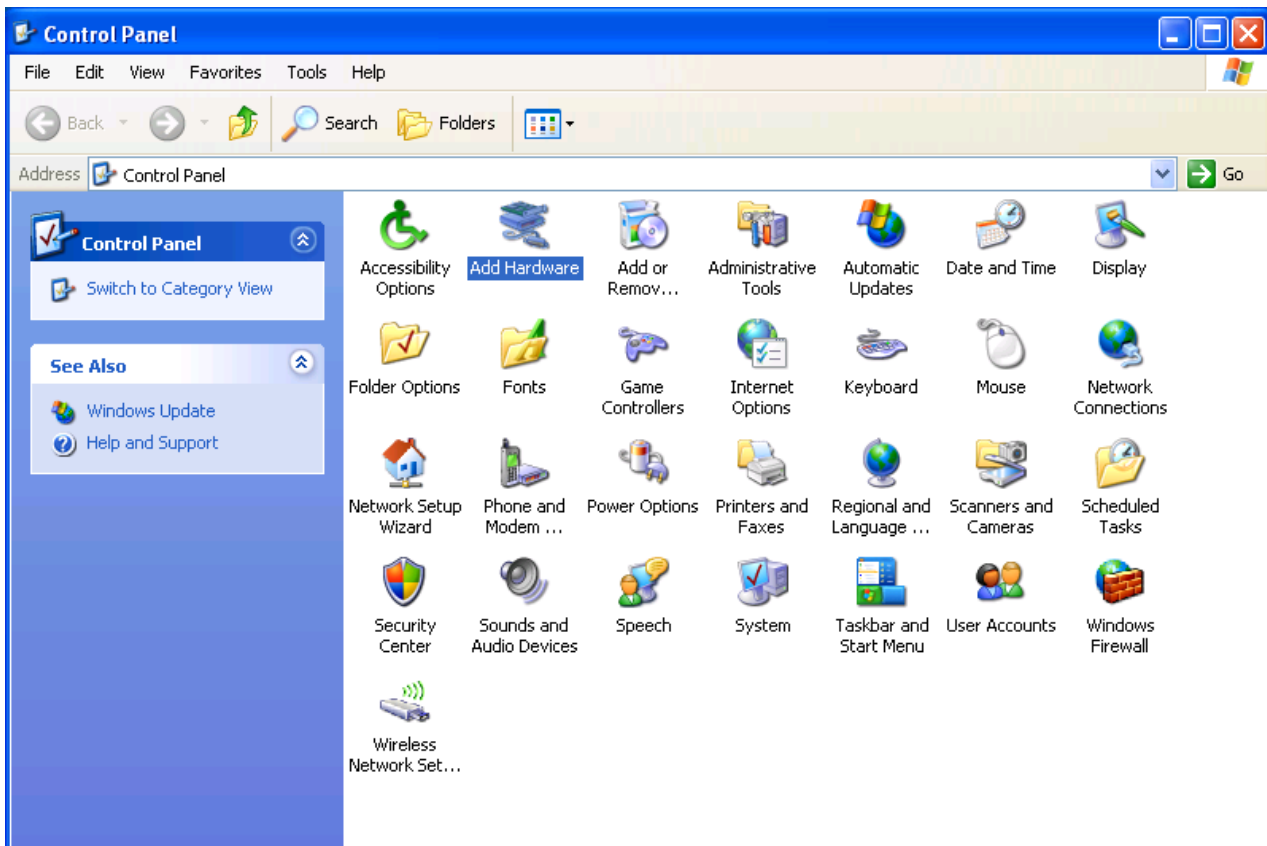 Control Panel
File Edit View Favorites Tools Help
Back Search Folders
Address Control Panel Go
Control Panel
Switch to Category View
See Also
Windows Update
Help and Support
Accessibility Options
Add Hardware
Add or Remov...
Administrative Tools
Automatic Updates
Date and Time
Display
Folder Options
Fonts
Game Controllers
Internet Options
Keyboard
Mouse
Network Connections
Network Setup Wizard
Phone and Modem ...
Power Options
Printers and Faxes
Regional and Language ...
Scanners and Cameras
Scheduled Tasks
Security Center
Sounds and Audio Devices
Speech
System
Taskbar and Start Menu
User Accounts
Windows Firewall
Wireless Network Set...